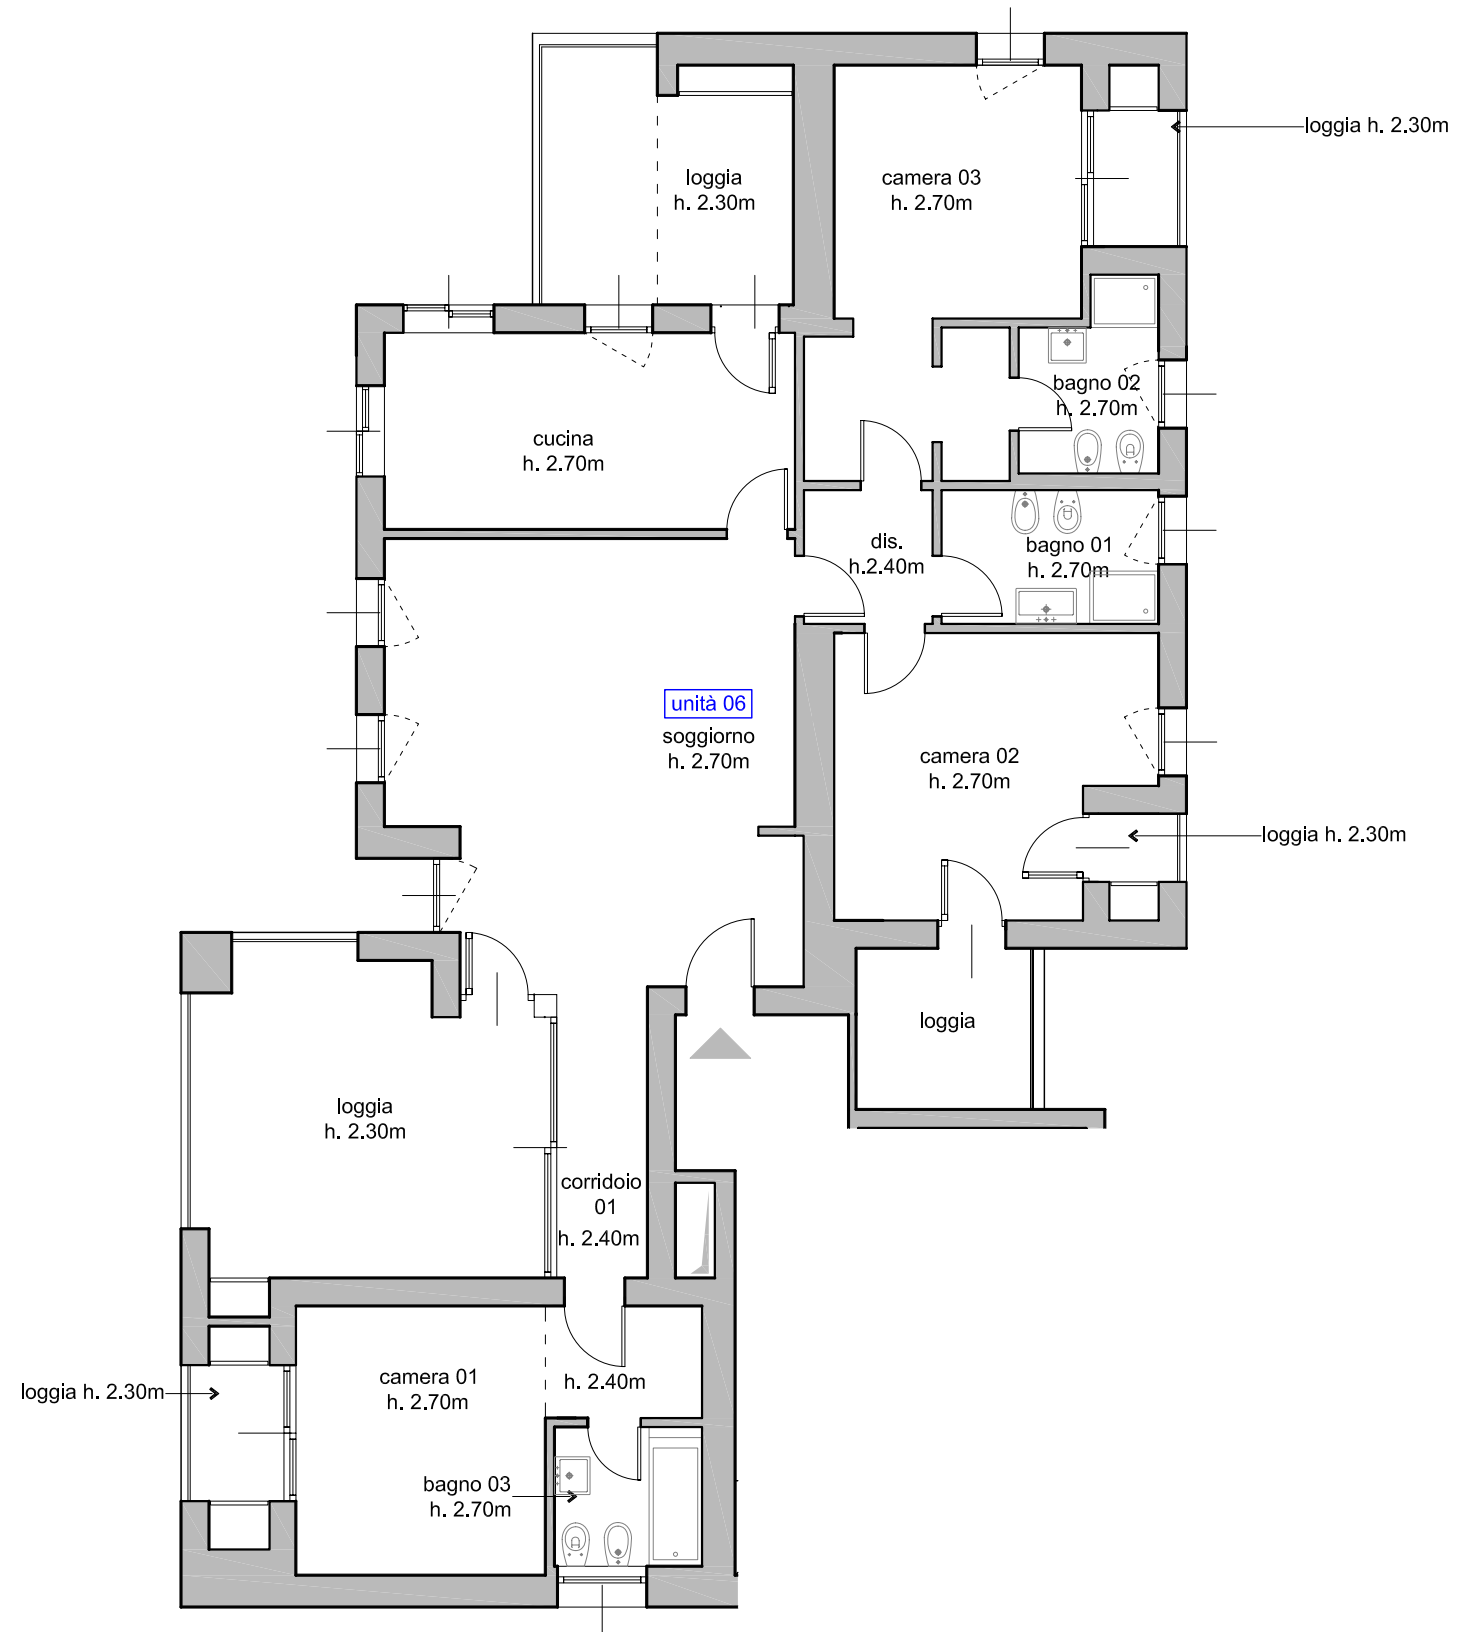 loggia h. 2.30m
loggia
h. 2.30m
camera 03
h. 2.70m
bagno 02
h. 2.70m
cucina
h. 2.70m
dis.
h.2.40m
bagno 01
h. 2.70m
unità 06
soggiorno
h. 2.70m
camera 02
h. 2.70m
loggia h. 2.30m
loggia
loggia
h. 2.30m
corridoio
01
h. 2.40m
camera 01
h. 2.70m
h. 2.40m
loggia h. 2.30m
bagno 03
h. 2.70m